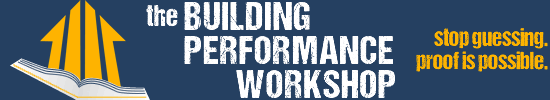 the BUILDING
PERFORMANCE
WORKSHOP
stop guessing.
proof is possible.